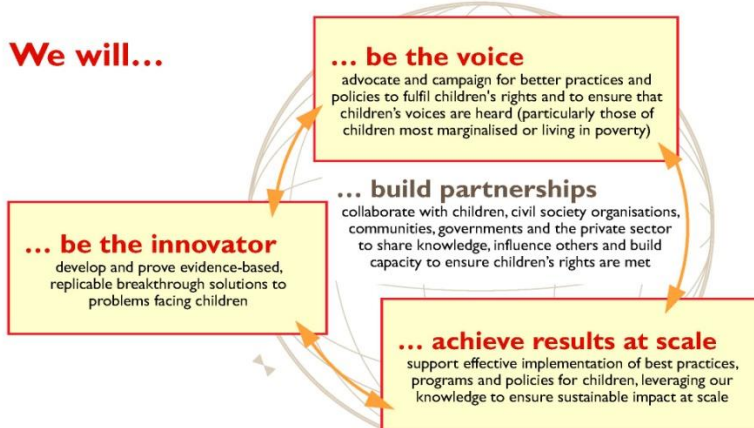 We will...
... be the voice
advocate and campaign for better practices and
policies to fulfil children's rights and to ensure that
children's voices are heard (particularly those of
children most marginalised or living in poverty)
... build partnerships
collaborate with children, civil society organisations,
communities, governments and the private sector
to share knowledge, influence others and build
capacity to ensure children's rights are met
... be the innovator
develop and prove evidence-based,
replicable breakthrough solutions to
problems facing children
... achieve results at scale
support effective implementation of best practices,
programs and policies for children, leveraging our
knowledge to ensure sustainable impact at scale